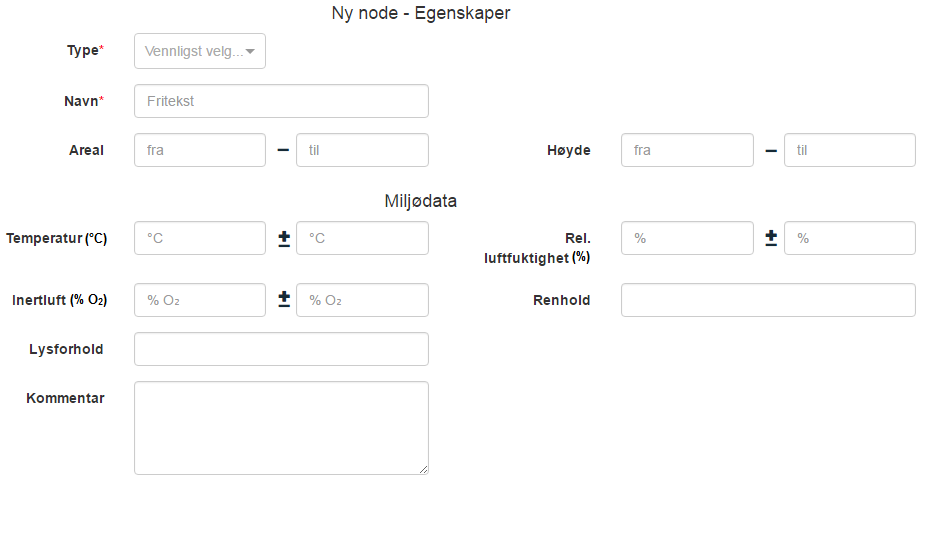 Ny node - Egenskaper
Type* Vennligst velg...
Navn* Fritekst
Areal fra – til Høyde fra – til
Miljødata
Temperatur (°C) °C ± °C Rel. luftfuktighet (%) % ± %
Inertluft (% O₂) % O₂ ± % O₂ Renhold
Lysforhold
Kommentar